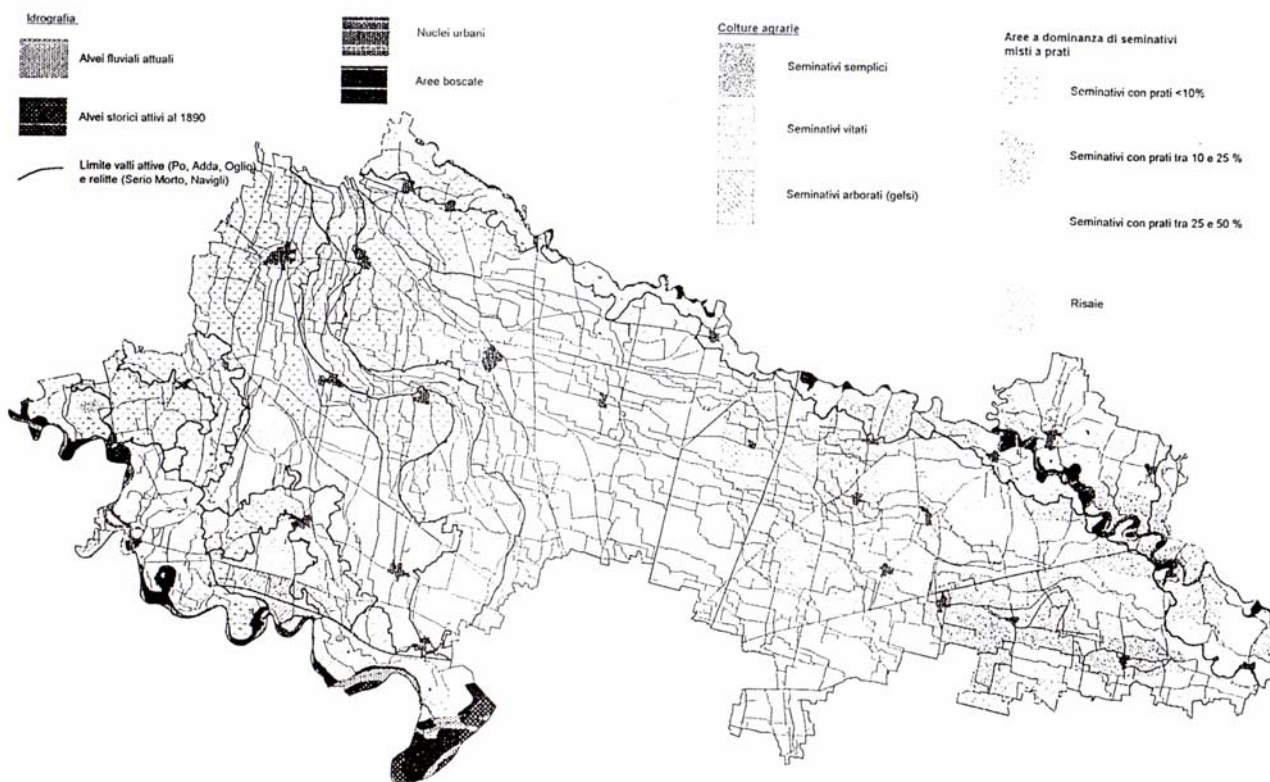 Idrografia
Alvei fluviali attuali
Alvei storici attivi al 1890
Limite valli attive (Po, Adda, Oglio)
e relitte (Serio Morto, Navigli)
Nuclei urbani
Aree boscate
Colture agrarie
Seminativi semplici
Seminativi vitati
Seminativi arborati (gelsi)
Aree a dominanza di seminativi
misti a prati
Seminativi con prati <10%
Seminativi con prati tra 10 e 25 %
Seminativi con prati tra 25 e 50 %
Risaie